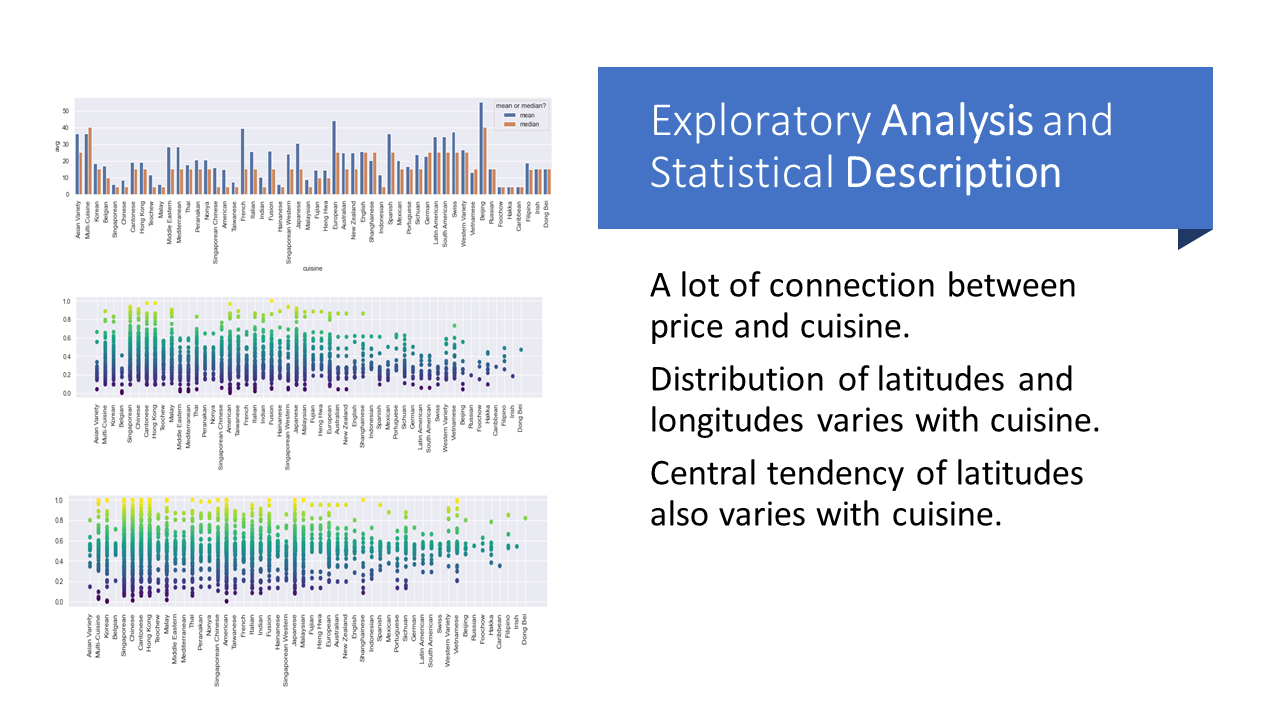 Exploratory Analysis and
Statistical Description
A lot of connection between
price and cuisine.
Distribution of latitudes and
longitudes varies with cuisine.
Central tendency of latitudes
also varies with cuisine.
mean or median?
mean
median
avg
50
40
30
20
10
0
Asian Variety
Multi-Cuisine
Korean
Belgian
Singaporean
Chinese
Cantonese
Hong Kong
Teochew
Malay
Middle Eastern
Mediterranean
Thai
Peranakan
Nonya
Singaporean Chinese
American
Taiwanese
French
Italian
Indian
Fusion
Hainanese
Singaporean Western
Japanese
Malaysian
Fujian
Heng Hwa
European
Australian
New Zealand
English
Shanghainese
Indonesian
Spanish
Mexican
Portuguese
Sichuan
German
Latin American
South American
Swiss
Western Variety
Vietnamese
Beijing
Russian
Foochow
Hakka
Caribbean
Filipino
Irish
Dong Bei
cuisine
1.0
0.8
0.6
0.4
0.2
0.0
Asian Variety
Multi-Cuisine
Korean
Belgian
Singaporean
Chinese
Cantonese
Hong Kong
Teochew
Malay
Middle Eastern
Mediterranean
Thai
Peranakan
Nonya
Singaporean Chinese
American
Taiwanese
French
Italian
Indian
Fusion
Hainanese
Singaporean Western
Japanese
Malaysian
Fujian
Heng Hwa
European
Australian
New Zealand
English
Shanghainese
Indonesian
Spanish
Mexican
Portuguese
Sichuan
German
Latin American
South American
Swiss
Western Variety
Vietnamese
Beijing
Russian
Foochow
Hakka
Caribbean
Filipino
Irish
Dong Bei
1.0
0.8
0.6
0.4
0.2
0.0
Asian Variety
Multi-Cuisine
Korean
Belgian
Singaporean
Chinese
Cantonese
Hong Kong
Teochew
Malay
Middle Eastern
Mediterranean
Thai
Peranakan
Nonya
Singaporean Chinese
American
Taiwanese
French
Italian
Indian
Fusion
Hainanese
Singaporean Western
Japanese
Malaysian
Fujian
Heng Hwa
European
Australian
New Zealand
English
Shanghainese
Indonesian
Spanish
Mexican
Portuguese
Sichuan
German
Latin American
South American
Swiss
Western Variety
Vietnamese
Beijing
Russian
Foochow
Hakka
Caribbean
Filipino
Irish
Dong Bei